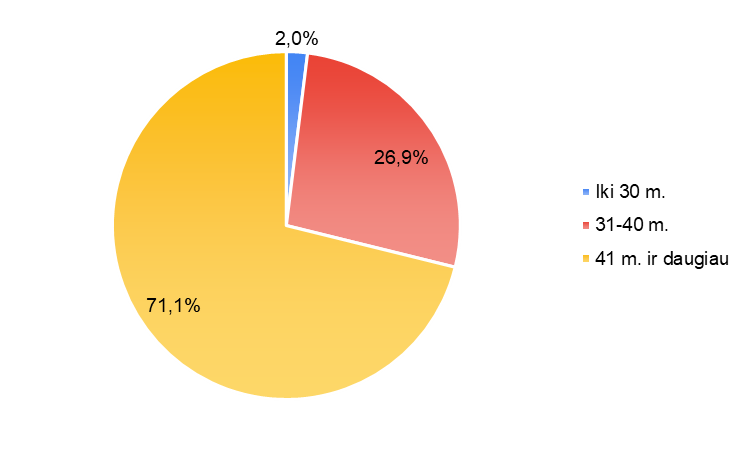 2,0%
26,9%
71,1%
Iki 30 m.
31-40 m.
41 m. ir daugiau